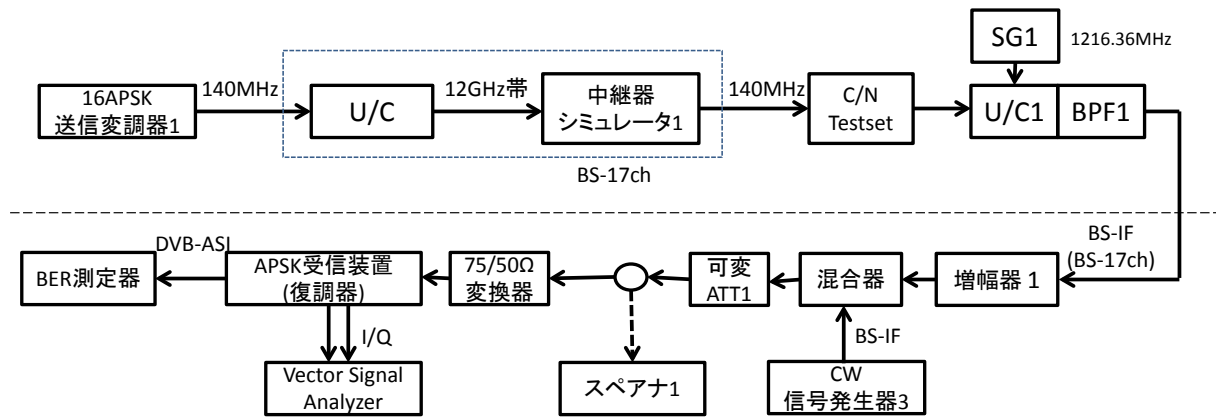 SG1
1216.36MHz
16APSK
送信変調器1
140MHz
U/C
12GHz帯
中継器
シミュレータ1
140MHz
C/N
Testset
U/C1
BPF1
BS-17ch
BS-IF
(BS-17ch)
DVB-ASI
BER測定器
APSK受信装置
(復調器)
75/50Ω
変換器
可変
ATT1
混合器
増幅器 1
I/Q
BS-IF
Vector Signal
Analyzer
スペアナ1
CW
信号発生器3